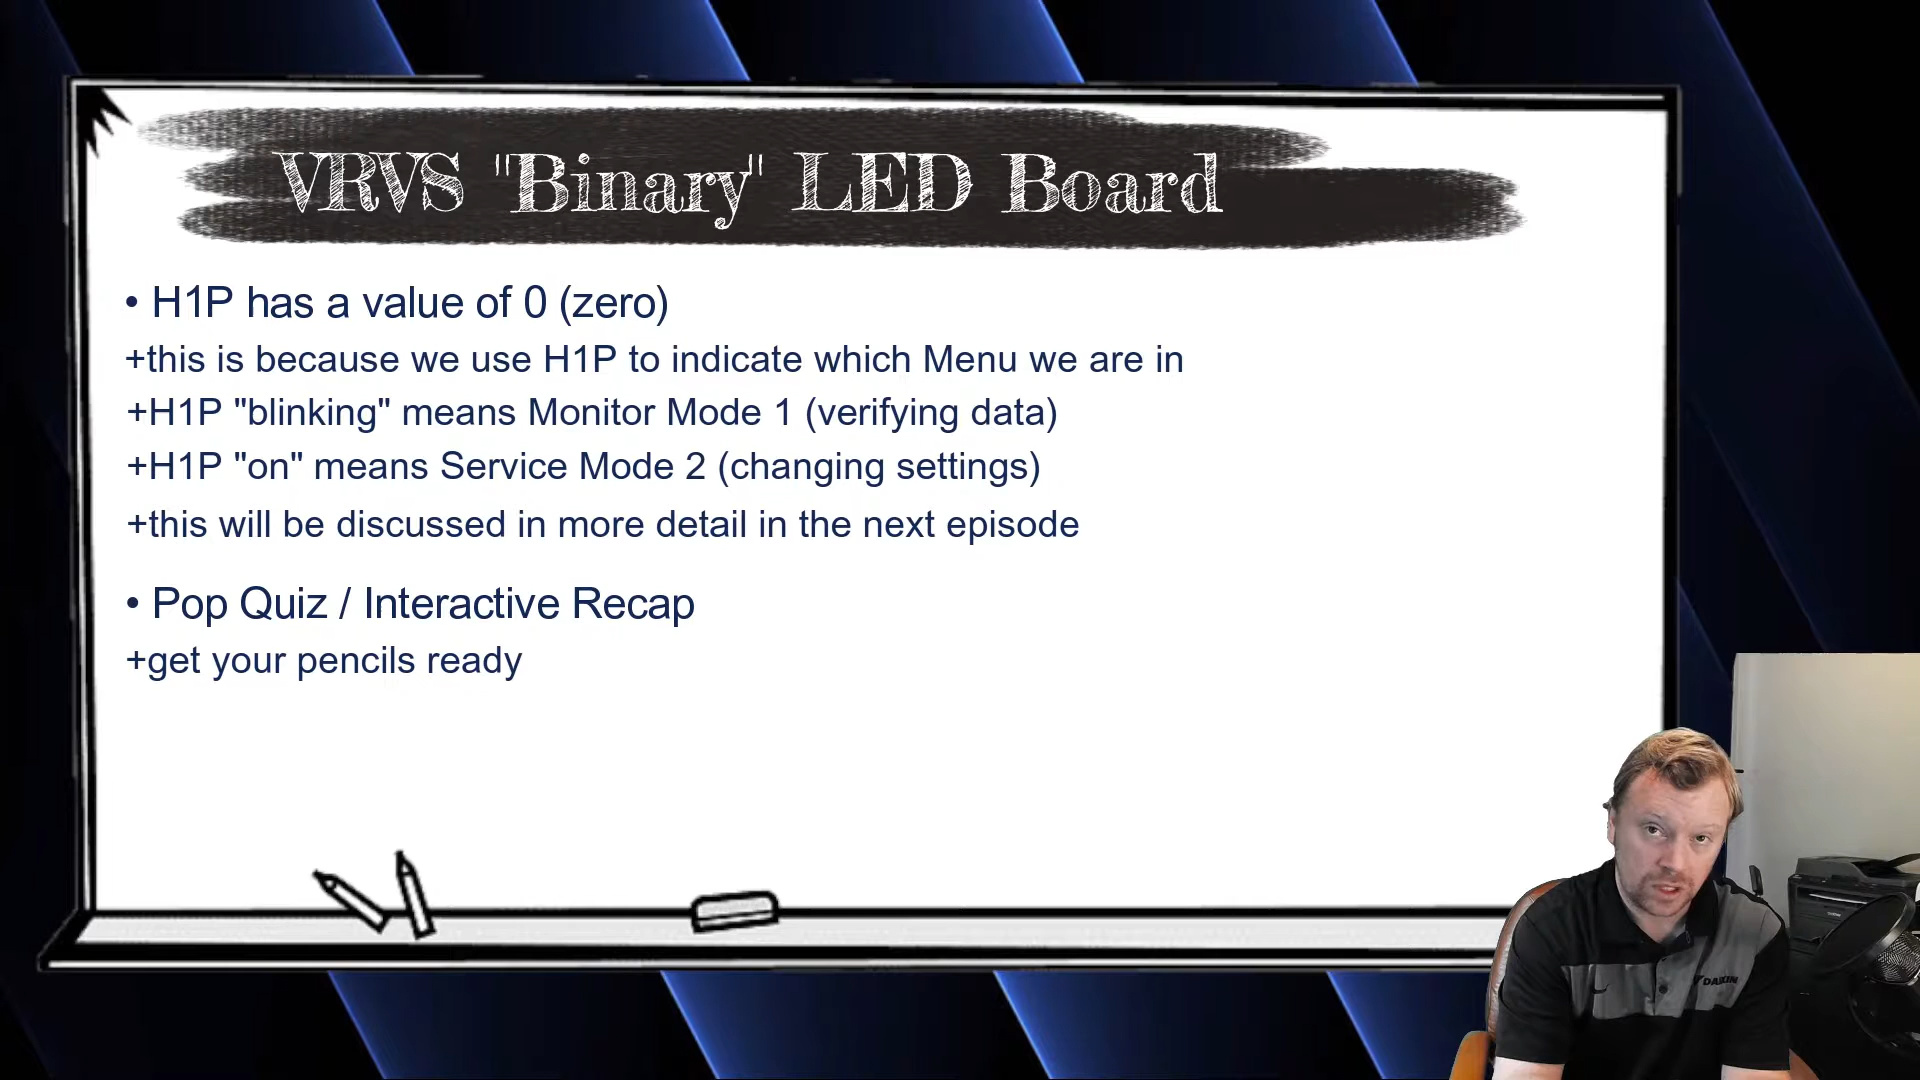 VRVS "Binary" LED Board
• H1P has a value of 0 (zero)
+this is because we use H1P to indicate which Menu we are in
+H1P "blinking" means Monitor Mode 1 (verifying data)
+H1P "on" means Service Mode 2 (changing settings)
+this will be discussed in more detail in the next episode
• Pop Quiz / Interactive Recap
+get your pencils ready
DAIKIN